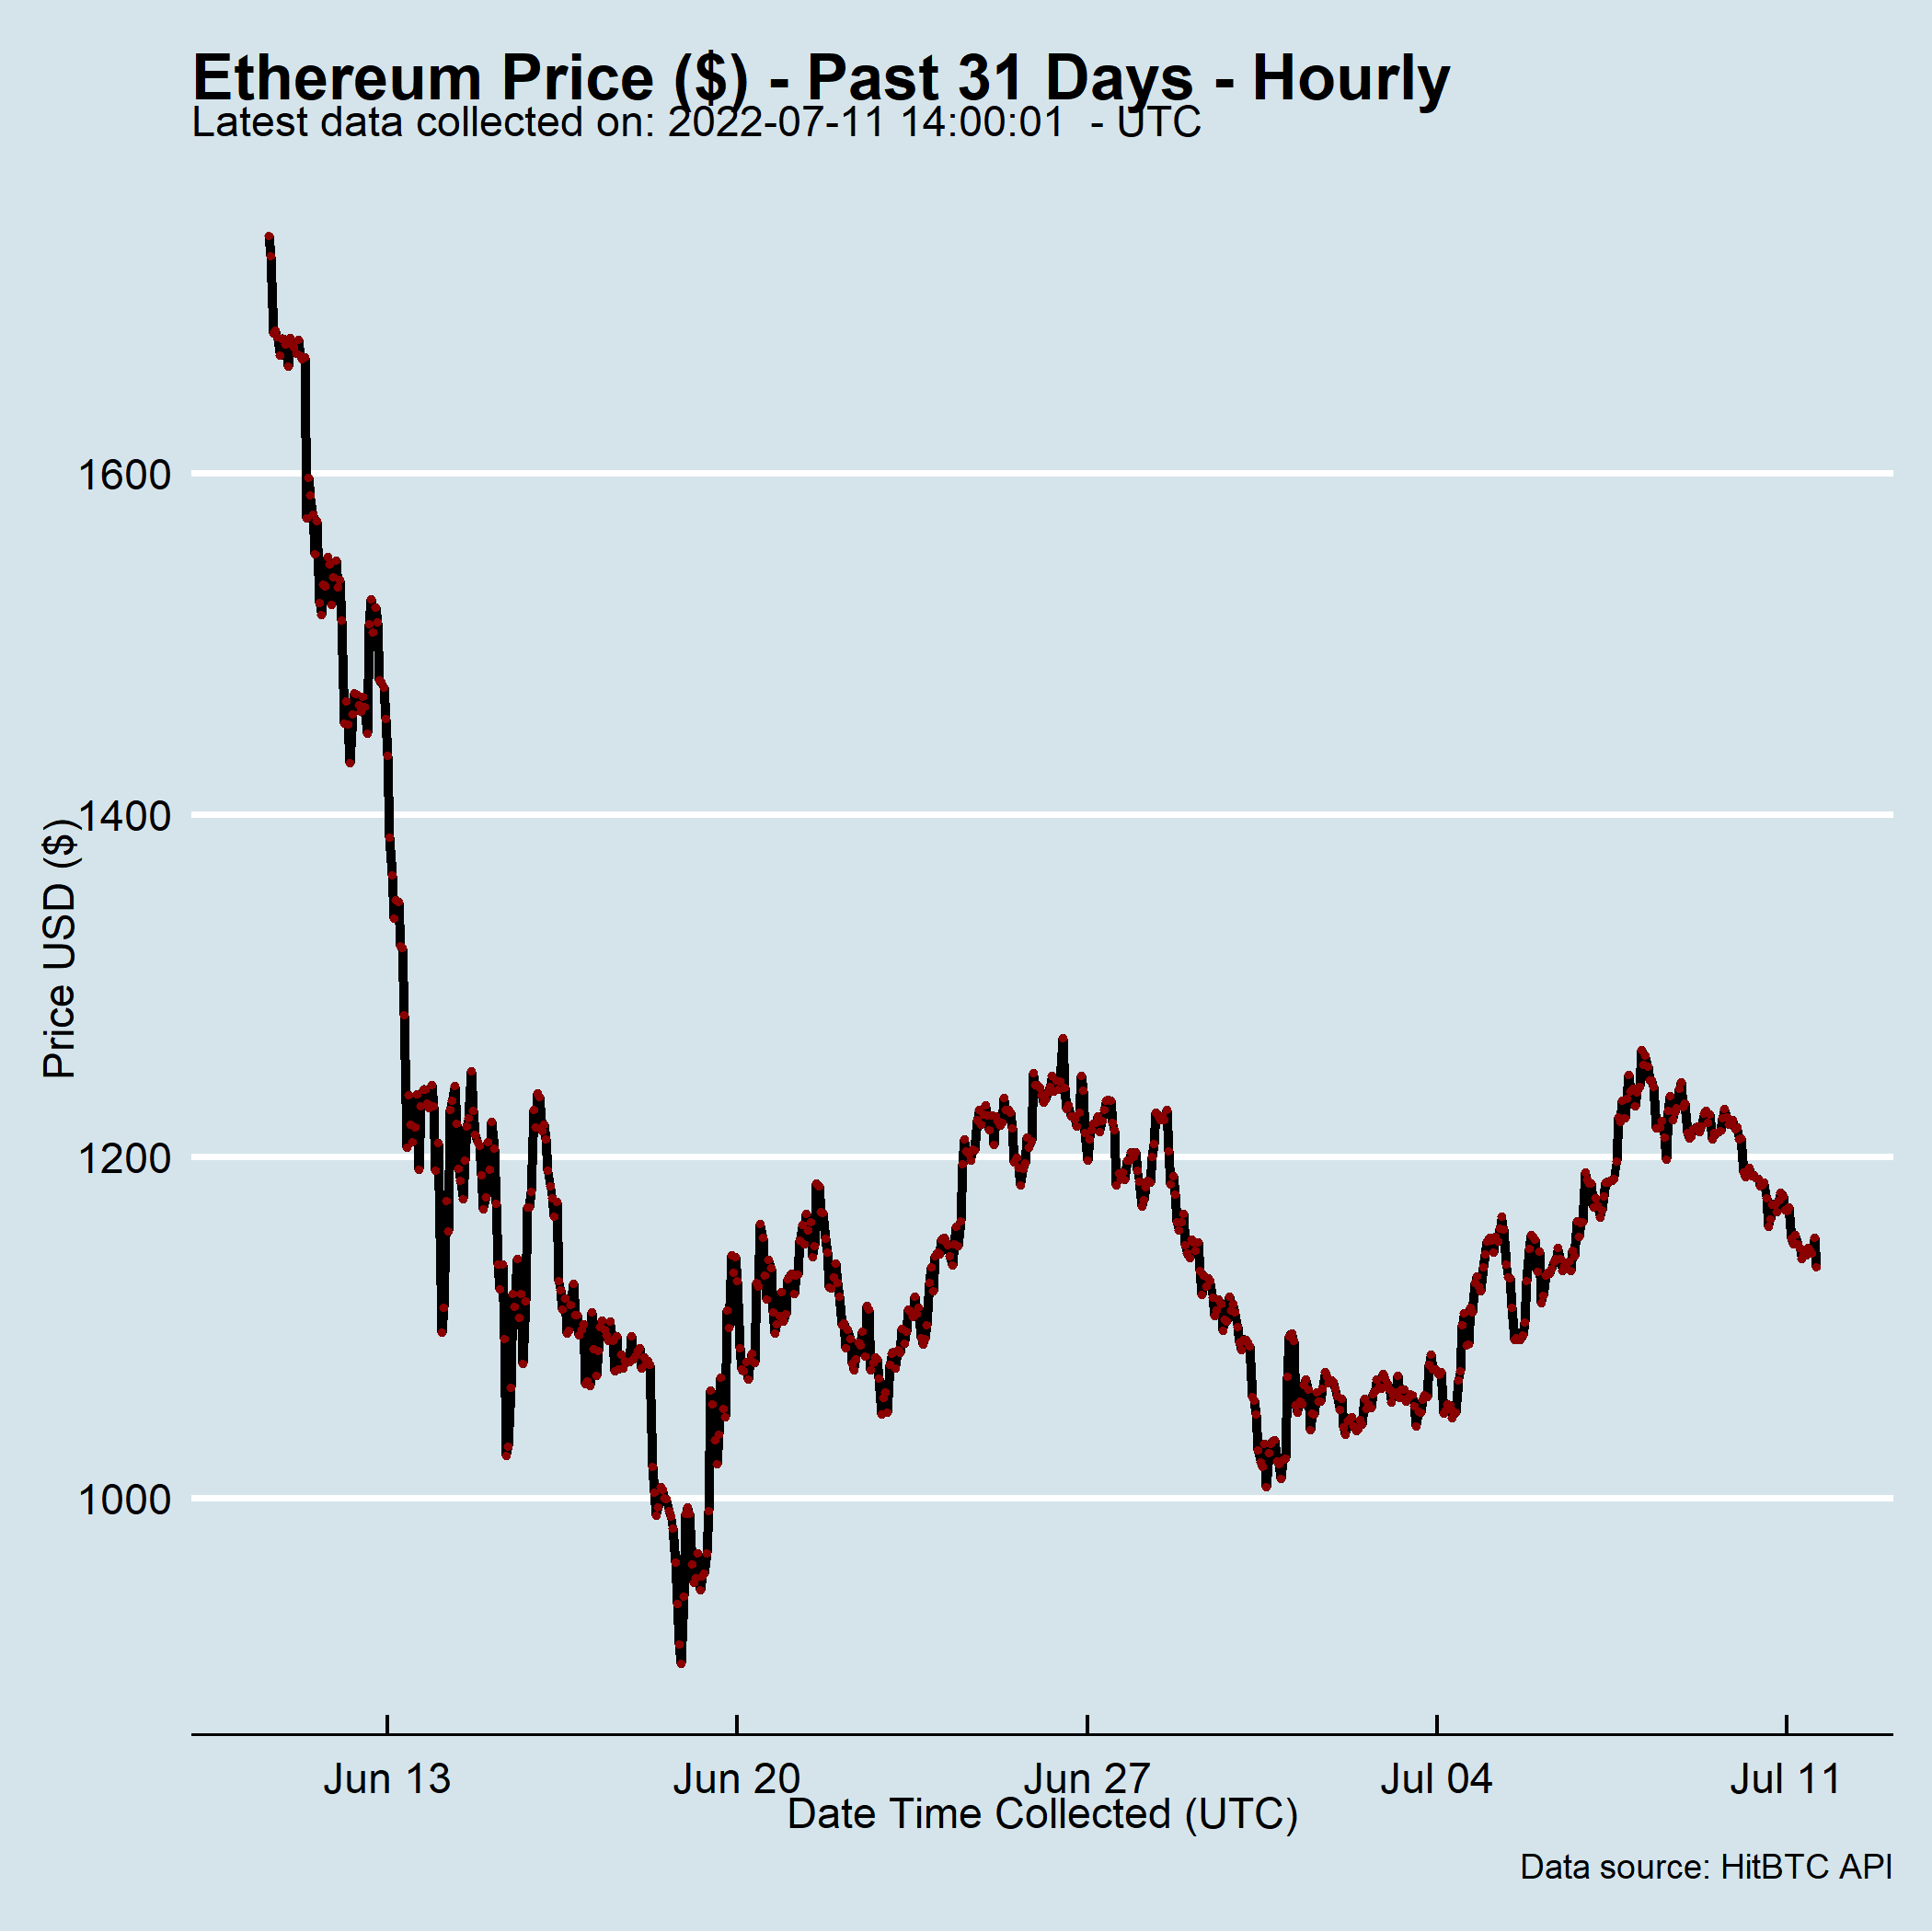 Ethereum Price ($) - Past 31 Days - Hourly
Latest data collected on: 2022-07-11 14:00:01  - UTC
Price USD ($)
1600
1400
1200
1000
Jun 13 Jun 20 Jun 27 Jul 04 Jul 11
Date Time Collected (UTC)
Data source: HitBTC API